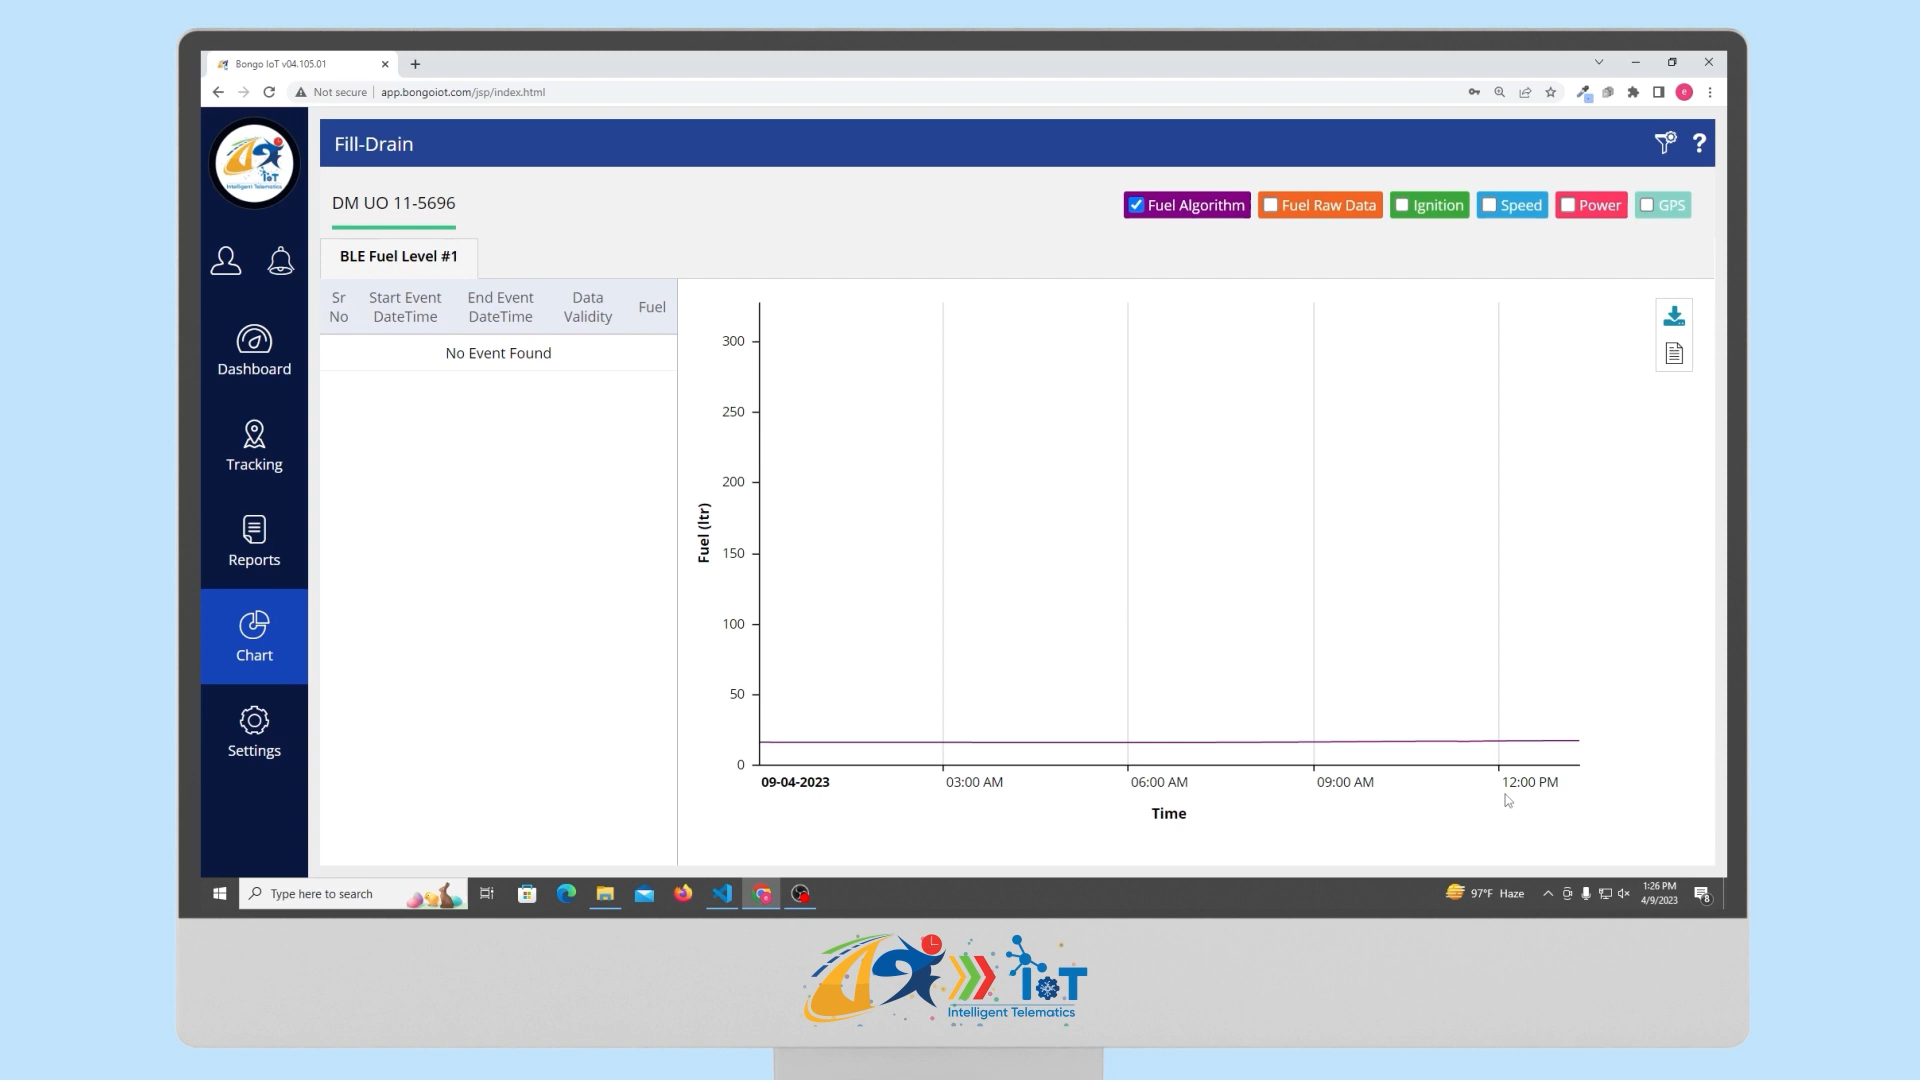 Bongo IoT v04.105.01
Not secure
app.bongoiot.com/jsp/index.html
e
IoT
Intelligent Telematics
Dashboard
Tracking
Reports
Chart
Settings
Fill-Drain
?
DM UO 11-5696
Fuel Algorithm
Fuel Raw Data
Ignition
Speed
Power
GPS
BLE Fuel Level #1
Sr No
Start Event DateTime
End Event DateTime
Data Validity
Fuel
No Event Found
Fuel (ltr)
300
250
200
150
100
50
0
09-04-2023
03:00 AM
06:00 AM
09:00 AM
12:00 PM
Time
Type here to search
97°F Haze
1:26 PM
4/9/2023
8
IoT
Intelligent Telematics